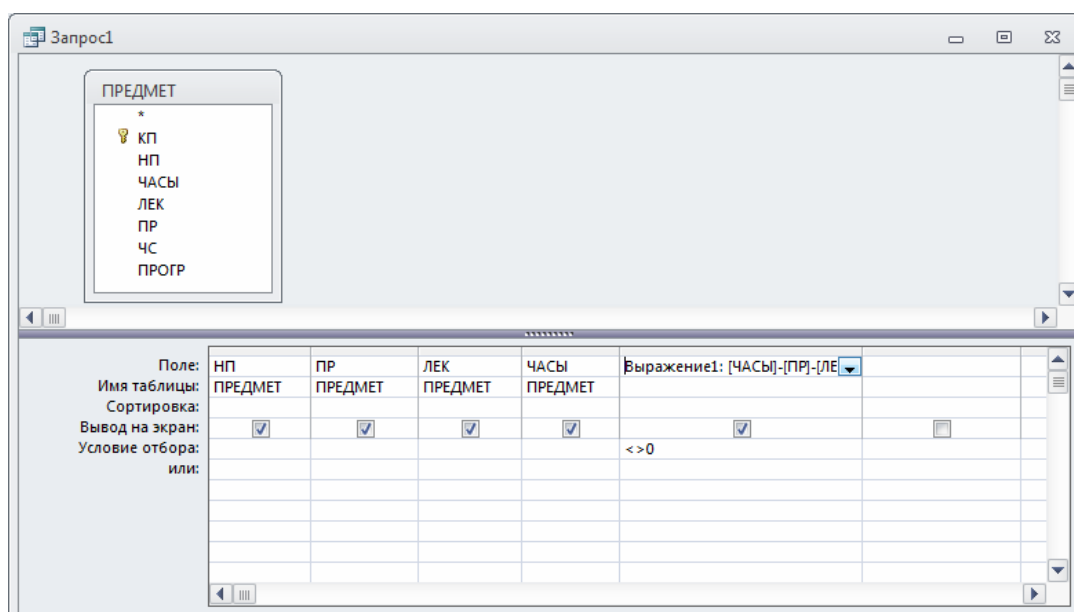 Запрос1
ПРЕДМЕТ
*
КП
НП
ЧАСЫ
ЛЕК
ПР
ЧС
ПРОГР
Поле: НП ПР ЛЕК ЧАСЫ Выражение1: [ЧАСЫ]-[ПР]-[ЛЕ
Имя таблицы: ПРЕДМЕТ ПРЕДМЕТ ПРЕДМЕТ ПРЕДМЕТ
Сортировка:
Вывод на экран:
Условие отбора: <>0
или: